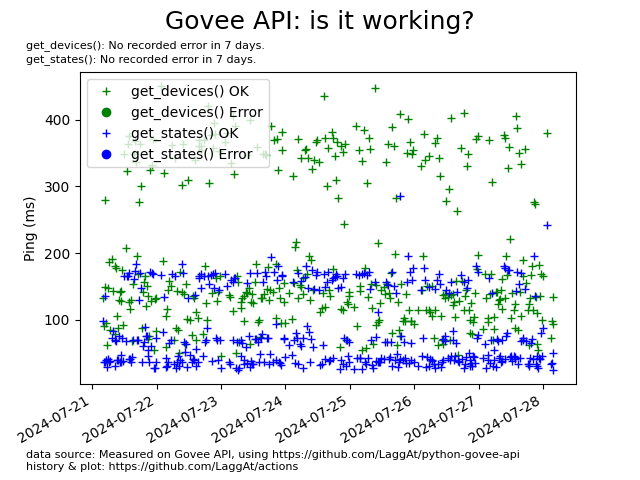 Govee API: is it working?
get_devices(): No recorded error in 7 days.
get_states(): No recorded error in 7 days.
get_devices() OK
get_devices() Error
get_states() OK
get_states() Error
Ping (ms)
400
300
200
100
2024-07-21
2024-07-22
2024-07-23
2024-07-24
2024-07-25
2024-07-26
2024-07-27
2024-07-28
data source: Measured on Govee API, using https://github.com/LaggAt/python-govee-api
history & plot: https://github.com/LaggAt/actions